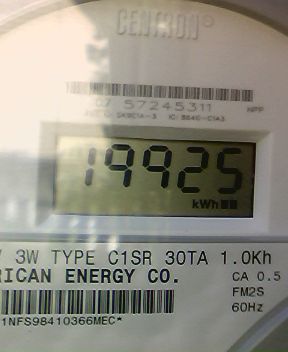 CENTRON®
07 57245311
19925
kWh
3W TYPE C1SR 30TA 1.0Kh
RICAN ENERGY CO.
CA 0.5
FM2S
60Hz
1NFS98410366MEC*